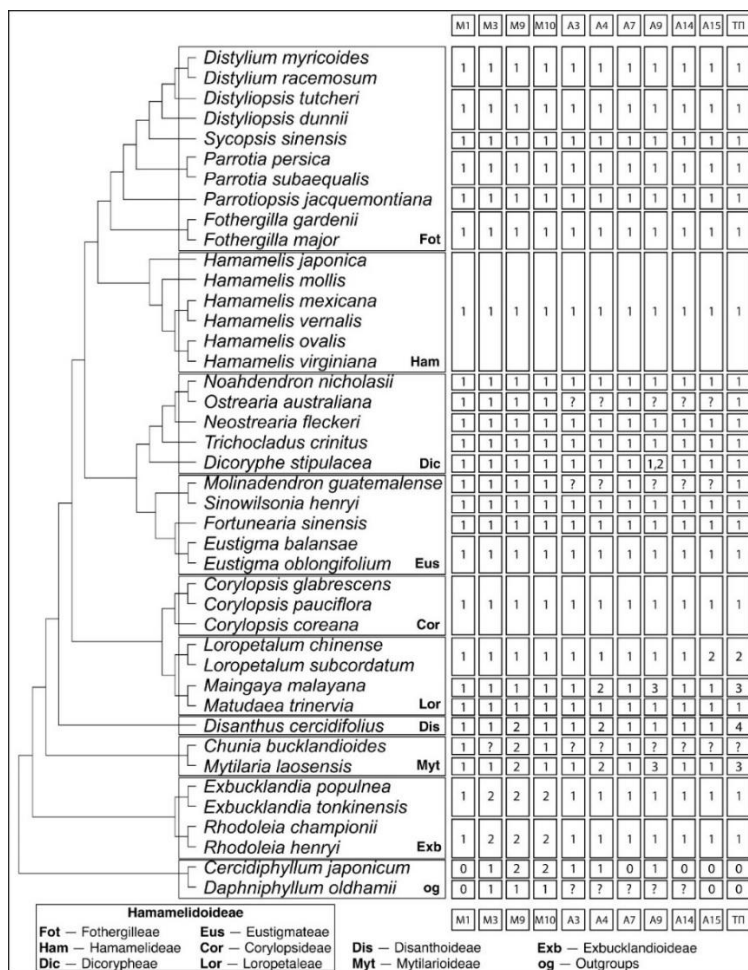 M1 M3 M9 M10 A3 A4 A7 A9 A14 A15 ТП
Distylium myricoides
1 1 1 1 1 1 1 1 1 1 1
Distylium racemosum
Distyliopsis tutcheri
1 1 1 1 1 1 1 1 1 1 1
Distyliopsis dunnii
Sycopsis sinensis 1 1 1 1 1 1 1 1 1 1 1
Parrotia persica
1 1 1 1 1 1 1 1 1 1 1
Parrotia subaequalis
Parrotiopsis jacquemontiana 1 1 1 1 1 1 1 1 1 1 1
Fothergilla gardenii
1 1 1 1 1 1 1 1 1 1 1
Fothergilla major Fot
Hamamelis japonica
Hamamelis mollis
Hamamelis mexicana
1 1 1 1 1 1 1 1 1 1 1
Hamamelis vernalis
Hamamelis ovalis
Hamamelis virginiana Ham
Noahdendron nicholasii 1 1 1 1 1 1 1 1 1 1 1
Ostrearia australiana 1 1 1 1 ? ? 1 ? ? ? 1
Neostrearia fleckeri 1 1 1 1 1 1 1 1 1 1 1
Trichocladus crinitus 1 1 1 1 1 1 1 1 1 1 1
Dicoryphe stipulacea Dic 1 1 1 1 1 1 1 1,2 1 1 1
Molinadendron guatemalense 1 1 1 1 ? ? 1 ? ? ? 1
Sinowilsonia henryi 1 1 1 1 1 1 1 1 1 1 1
Fortunearia sinensis 1 1 1 1 1 1 1 1 1 1 1
Eustigma balansae
1 1 1 1 1 1 1 1 1 1 1
Eustigma oblongifolium Eus
Corylopsis glabrescens
Corylopsis pauciflora 1 1 1 1 1 1 1 1 1 1 1
Corylopsis coreana Cor
Loropetalum chinense
1 1 1 1 1 1 1 1 1 2 2
Loropetalum subcordatum
Maingaya malayana 1 1 1 1 1 2 1 3 1 1 3
Matudaea trinervia Lor 1 1 1 1 1 1 1 1 1 1 1
Disanthus cercidifolius Dis 1 1 2 1 1 2 1 1 1 1 4
Chunia bucklandioides 1 ? 2 1 ? ? 1 ? ? ? ?
Mytilaria laosensis Myt 1 1 2 1 1 2 1 3 1 1 3
Exbucklandia populnea
1 2 2 2 1 1 1 1 1 1 1
Exbucklandia tonkinensis
Rhodoleia championii
1 2 2 2 1 1 1 1 1 1 1
Rhodoleia henryi Exb
Cercidiphyllum japonicum 0 1 2 2 1 1 0 1 0 0 0
Daphniphyllum oldhamii og 0 1 1 1 ? ? ? ? ? 0 0
M1 M3 M9 M10 A3 A4 A7 A9 A14 A15 ТП
Hamamelidoideae
Fot — Fothergilleae Eus — Eustigmateae
Ham — Hamamelideae Cor — Corylopsideae Dis — Disanthoideae Exb — Exbucklandioideae
Dic — Dicorypheae Lor — Loropetaleae Myt — Mytilarioideae og — Outgroups